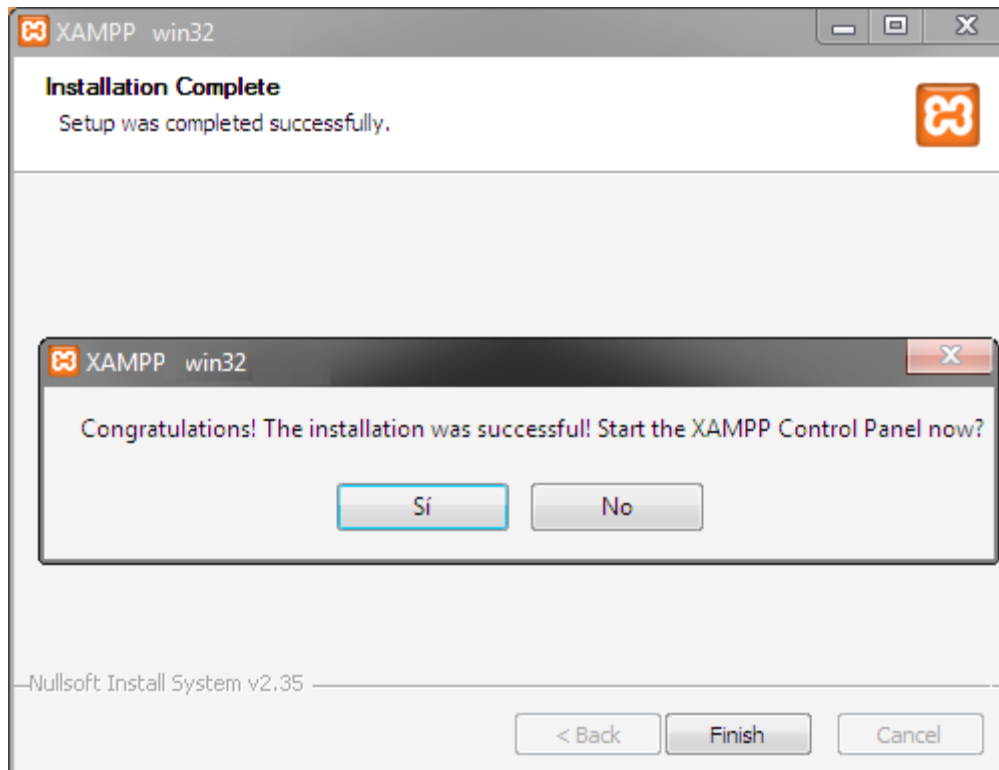 XAMPP win32
Installation Complete
Setup was completed successfully.
XAMPP win32
Congratulations! The installation was successful! Start the XAMPP Control Panel now?
Sí
No
Nullsoft Install System v2.35
< Back
Finish
Cancel